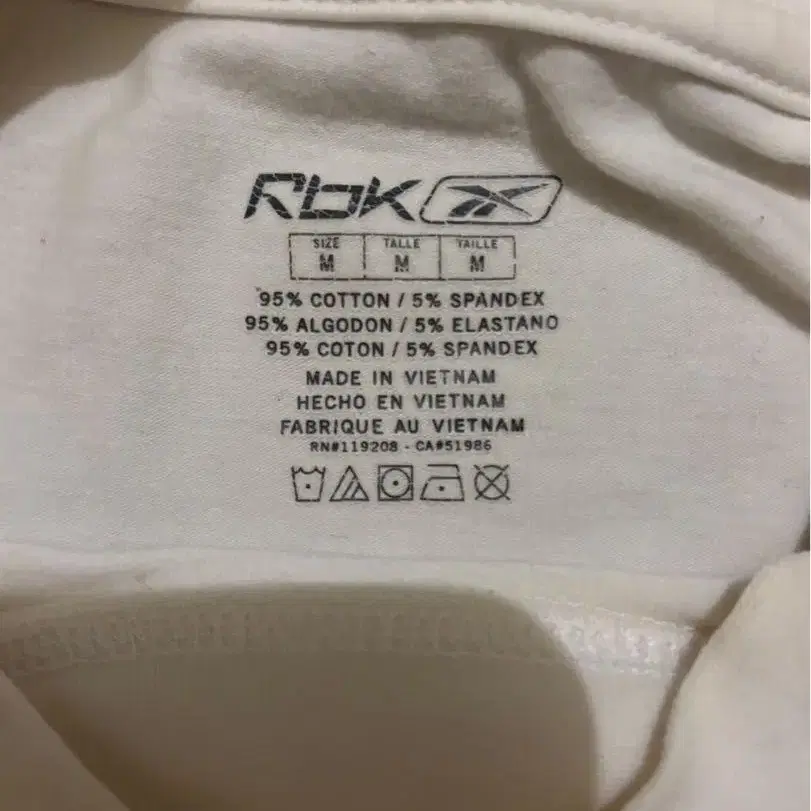 Rbk
SIZE TALLE TAILLE
M M M
95% COTTON / 5% SPANDEX
95% ALGODON / 5% ELASTANO
95% COTON / 5% SPANDEX
MADE IN VIETNAM
HECHO EN VIETNAM
FABRIQUE AU VIETNAM
RN#119208 - CA#51986